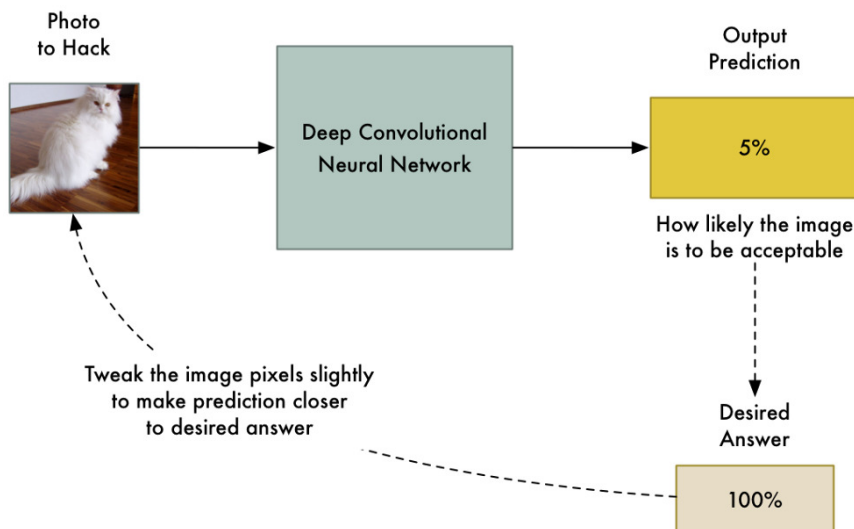 Photo
to Hack
Deep Convolutional
Neural Network
Output
Prediction
5%
How likely the image
is to be acceptable
Tweak the image pixels slightly
to make prediction closer
to desired answer
Desired
Answer
100%